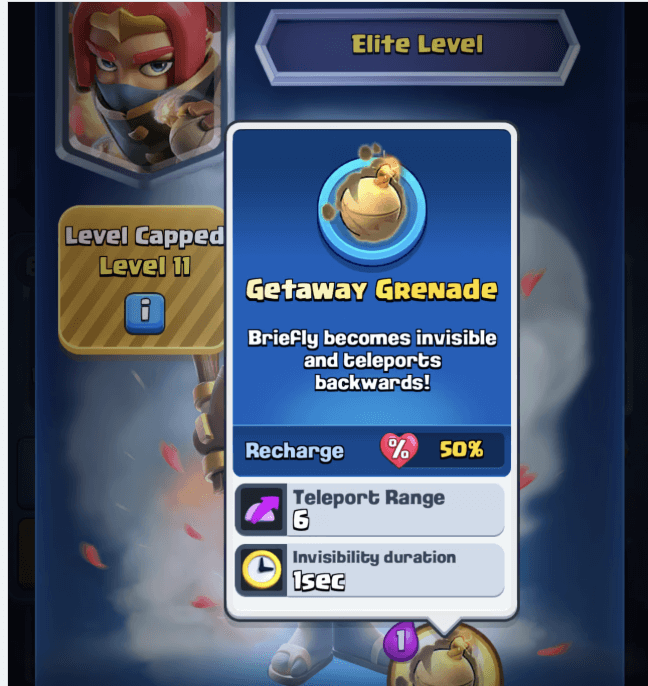 Elite Level
Level Capped
Level 11
i
Getaway Grenade
Briefly becomes invisible
and teleports
backwards!
Recharge % 50%
Teleport Range
6
Invisibility duration
1sec
1